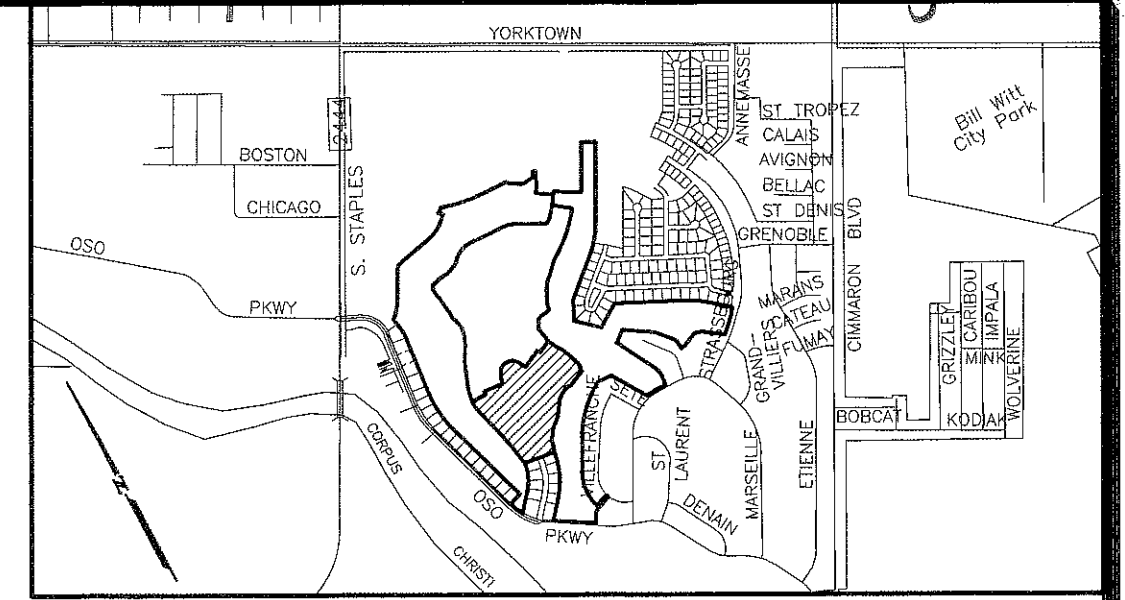 YORKTOWN
ANNEMASSE
ST TROPEZ
CALAIS
AVIGNON
BELLAC
ST DENIS
GRENOBLE
Bill Witt
City Park
2444
BOSTON
CHICAGO
S. STAPLES
OSO
PKWY
CIMMARON BLVD
STRASBOURG
MARANS
CATEAU
FUMAY
GRAND-
VILLIERS
GRIZZLEY
CARIBOU
IMPALA
MINK
WOLVERINE
BOBCAT
KODIAK
VILLEFRANCHE
SETE
ST
LAURENT
MARSEILLE
ETIENNE
DENAIN
CORPUS
CHRISTI
OSO
PKWY
N